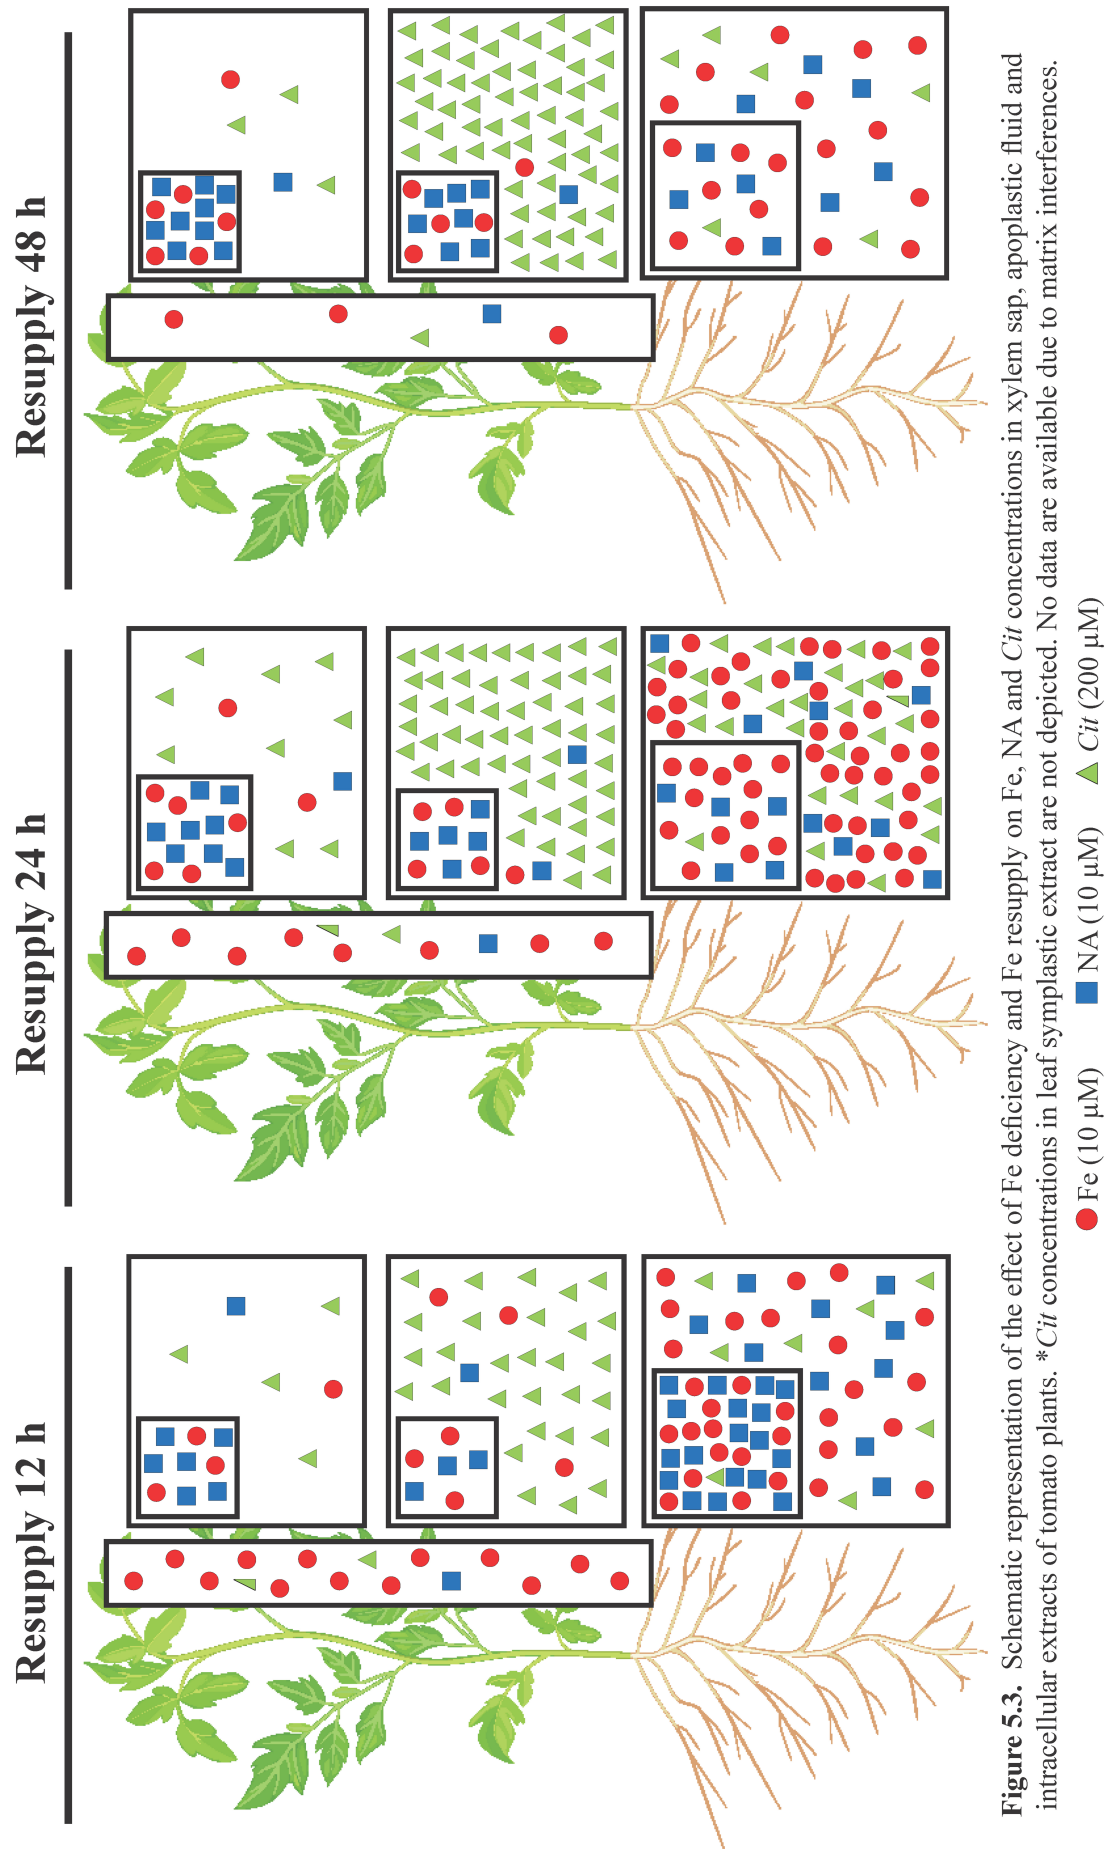 Resupply 12 h
Resupply 24 h
Resupply 48 h
Figure 5.3. Schematic representation of the effect of Fe deficiency and Fe resupply on Fe, NA and Cit concentrations in xylem sap, apoplastic fluid and
intracellular extracts of tomato plants. *Cit concentrations in leaf symplastic extract are not depicted. No data are available due to matrix interferences.
Fe (10 µM) NA (10 µM) Cit (200 µM)